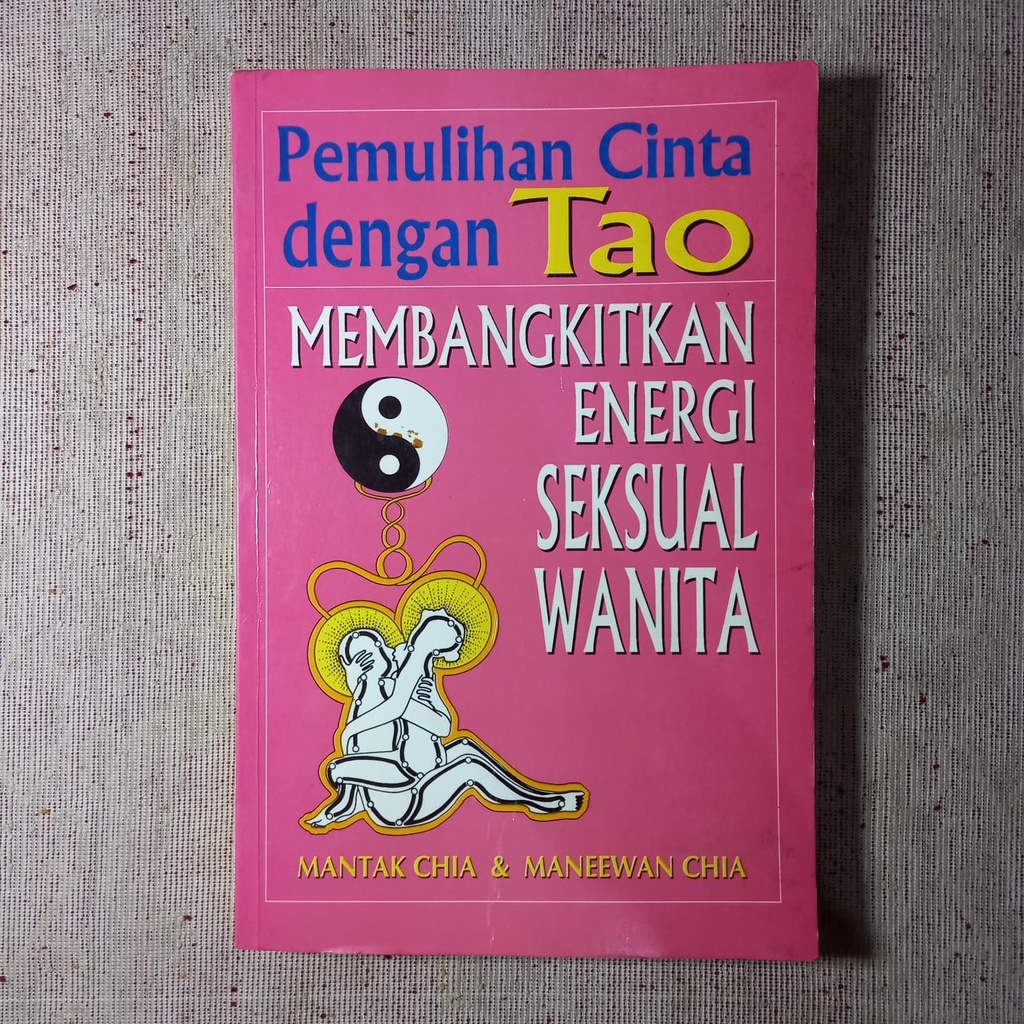 Pemulihan Cinta
dengan Tao
MEMBANGKITKAN
ENERGI
SEKSUAL
WANITA
MANTAK CHIA & MANEEWAN CHIA